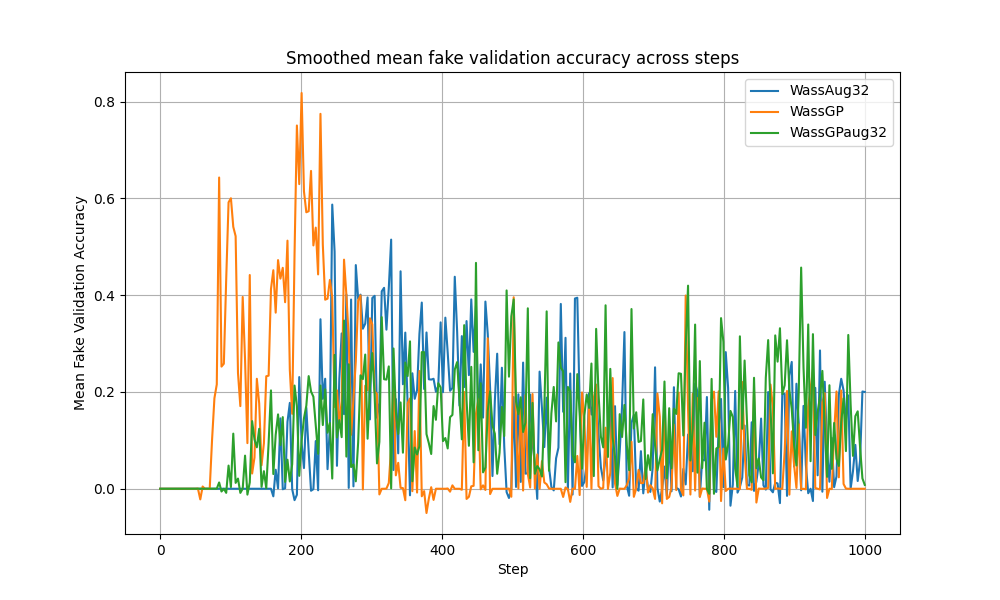 Smoothed mean fake validation accuracy across steps
WassAug32
WassGP
WassGPaug32
Mean Fake Validation Accuracy
0.8
0.6
0.4
0.2
0.0
0 200 400 600 800 1000
Step